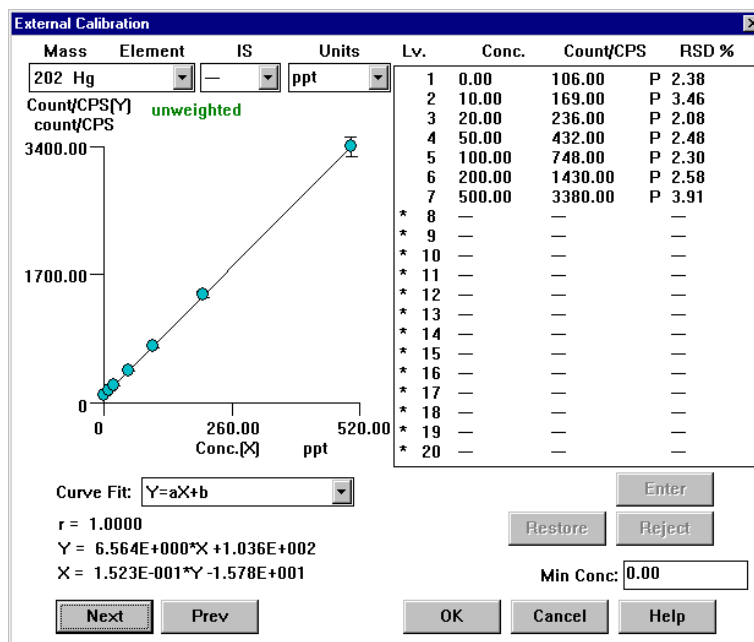 External Calibration
Mass Element IS Units Lv. Conc. Count/CPS RSD %
202 Hg — ppt
Count/CPS(Y) unweighted
count/CPS
3400.00
1700.00
0
0 260.00 520.00
Conc.(X) ppt
1 0.00 106.00 P 2.38
2 10.00 169.00 P 3.46
3 20.00 236.00 P 2.08
4 50.00 432.00 P 2.48
5 100.00 748.00 P 2.30
6 200.00 1430.00 P 2.58
7 500.00 3380.00 P 3.91
* 8 — — —
* 9 — — —
* 10 — — —
* 11 — — —
* 12 — — —
* 13 — — —
* 14 — — —
* 15 — — —
* 16 — — —
* 17 — — —
* 18 — — —
* 19 — — —
* 20 — — —
Curve Fit: Y=aX+b
r = 1.0000
Y = 6.564E+000*X +1.036E+002
X = 1.523E-001*Y -1.578E+001
Enter
Restore Reject
Min Conc: 0.00
Next Prev OK Cancel Help